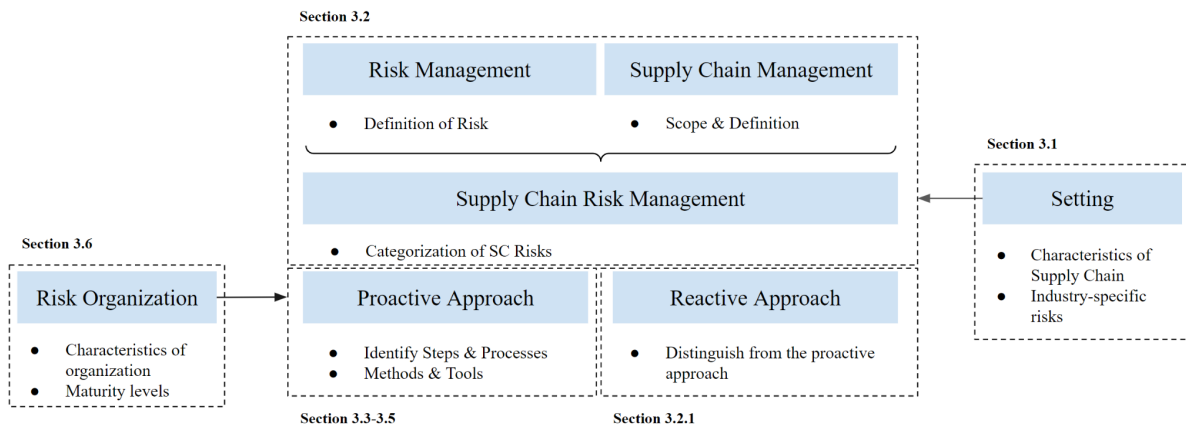 Section 3.2
Risk Management
Supply Chain Management
● Definition of Risk
● Scope & Definition
Section 3.1
Supply Chain Risk Management
Setting
● Categorization of SC Risks
● Characteristics of
Supply Chain
● Industry-specific
risks
Section 3.6
Risk Organization
Proactive Approach
Reactive Approach
● Characteristics of
organization
● Maturity levels
● Identify Steps & Processes
● Methods & Tools
● Distinguish from the proactive
approach
Section 3.3-3.5
Section 3.2.1